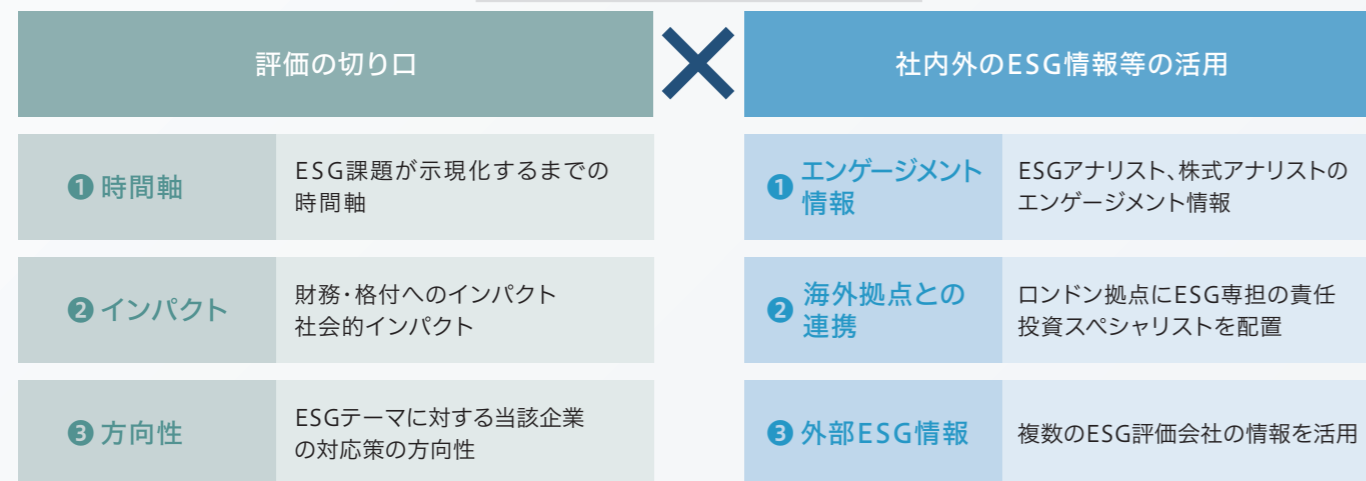 評価の切り口
❶時間軸
ESG課題が示現化するまでの
時間軸
❷インパクト
財務・格付へのインパクト
社会的インパクト
❸方向性
ESGテーマに対する当該企業
の対応策の方向性
×
社内外のESG情報等の活用
❶エンゲージメント
情報
ESGアナリスト、株式アナリストの
エンゲージメント情報
❷海外拠点との
連携
ロンドン拠点にESG専担の責任
投資スペシャリストを配置
❸外部ESG情報
複数のESG評価会社の情報を活用